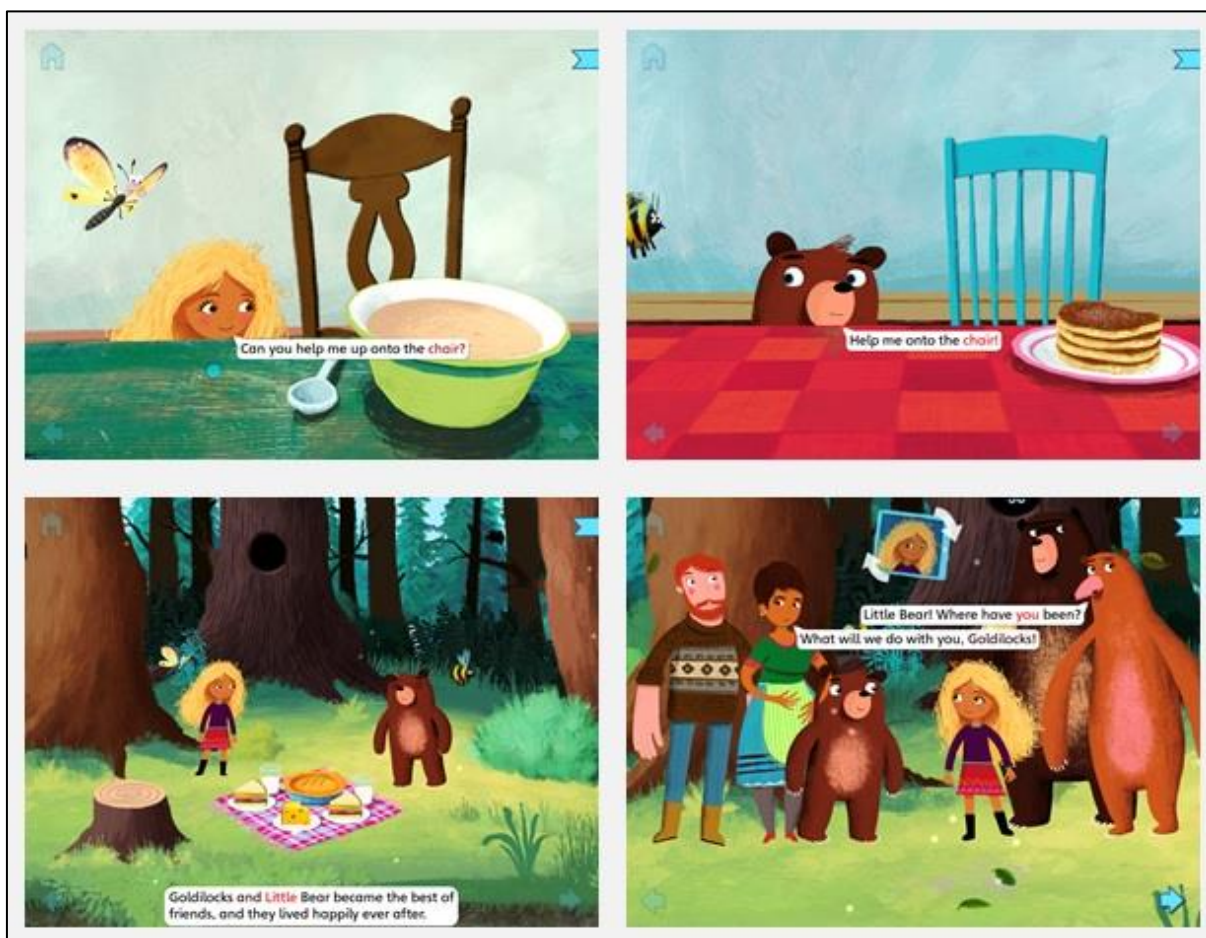 Can you help me up onto the chair?
Help me onto the chair!
Goldilocks and Little Bear became the best of
friends, and they lived happily ever after.
Little Bear! Where have you been?
What will we do with you, Goldilocks!